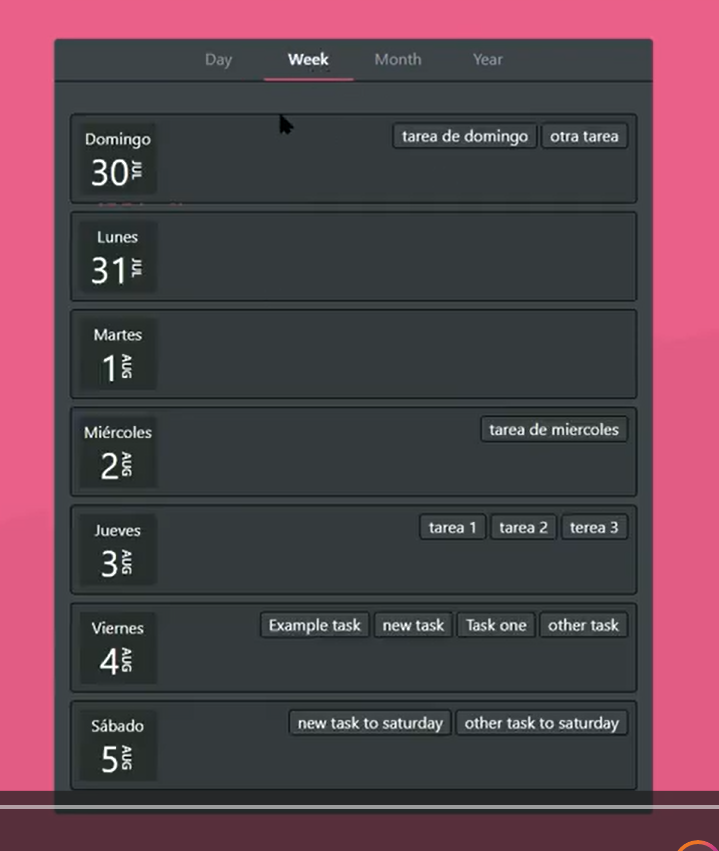 Day Week Month Year
Domingo
30 JUL
tarea de domingo otra tarea
Lunes
31 JUL
Martes
1 AUG
Miércoles
2 AUG
tarea de miercoles
Jueves
3 AUG
tarea 1 tarea 2 terea 3
Viernes
4 AUG
Example task new task Task one other task
Sábado
5 AUG
new task to saturday other task to saturday